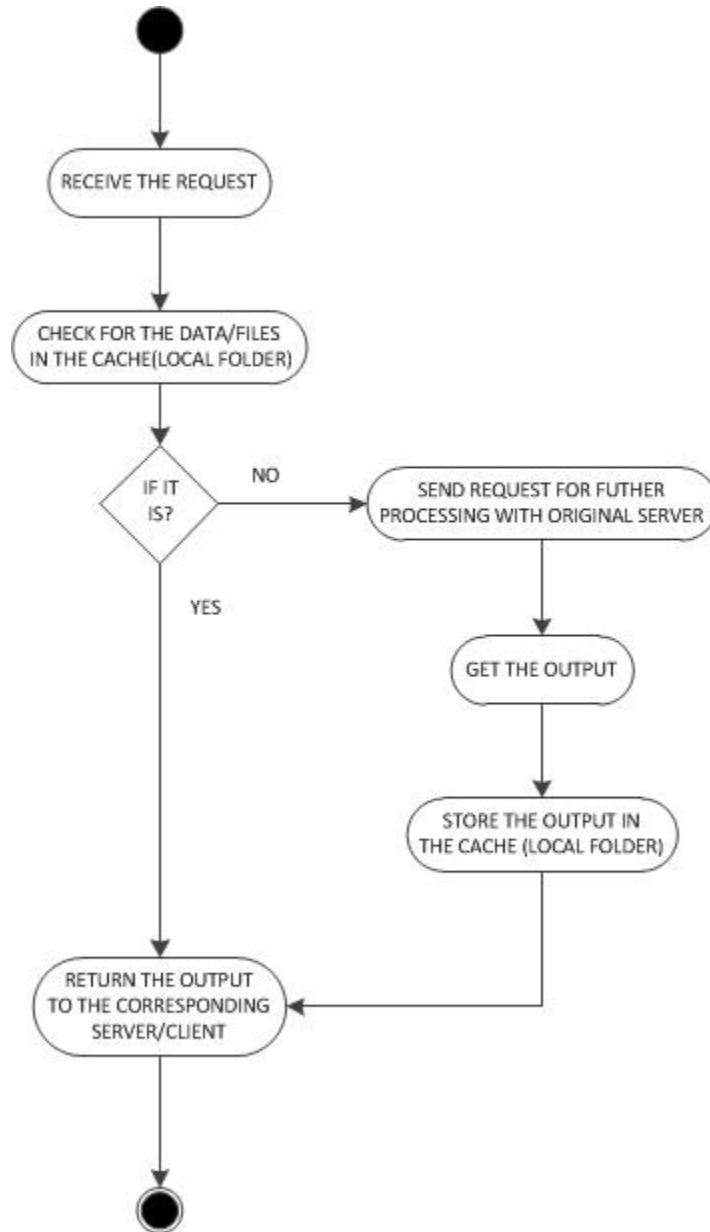 RECEIVE THE REQUEST
CHECK FOR THE DATA/FILES
IN THE CACHE(LOCAL FOLDER)
IF IT
IS?
NO
SEND REQUEST FOR FUTHER
PROCESSING WITH ORIGINAL SERVER
YES
GET THE OUTPUT
STORE THE OUTPUT IN
THE CACHE (LOCAL FOLDER)
RETURN THE OUTPUT
TO THE CORRESPONDING
SERVER/CLIENT